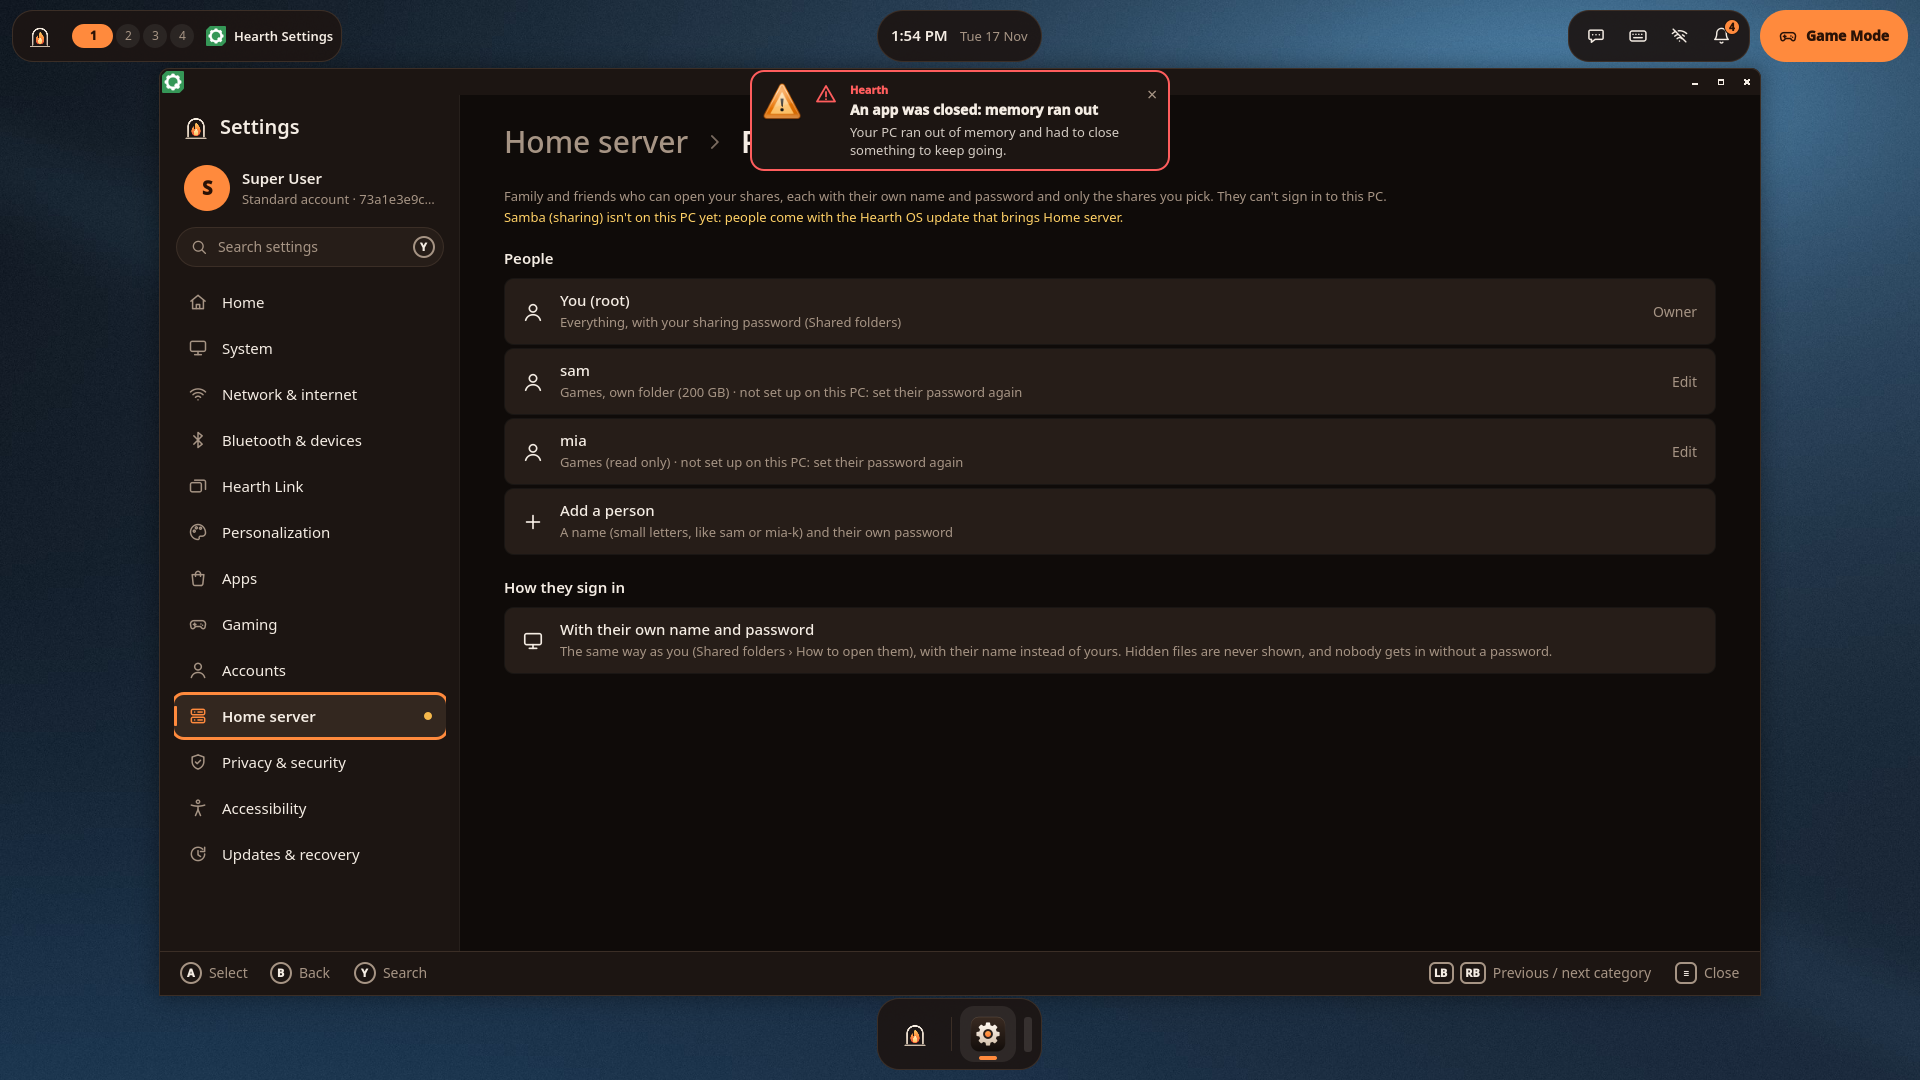 1 2 3 4 Hearth Settings
1:54 PM Tue 17 Nov
4
Game Mode
Hearth
An app was closed: memory ran out
Your PC ran out of memory and had to close
something to keep going.
Settings
Super User
Standard account · 73a1e3e9c...
Search settings Y
Home
System
Network & internet
Bluetooth & devices
Hearth Link
Personalization
Apps
Gaming
Accounts
Home server
Privacy & security
Accessibility
Updates & recovery
Home server
Family and friends who can open your shares, each with their own name and password and only the shares you pick. They can't sign in to this PC.
Samba (sharing) isn't on this PC yet: people come with the Hearth OS update that brings Home server.
People
You (root)
Everything, with your sharing password (Shared folders)
Owner
sam
Games, own folder (200 GB) · not set up on this PC: set their password again
Edit
mia
Games (read only) · not set up on this PC: set their password again
Edit
Add a person
A name (small letters, like sam or mia-k) and their own password
How they sign in
With their own name and password
The same way as you (Shared folders › How to open them), with their name instead of yours. Hidden files are never shown, and nobody gets in without a password.
A Select B Back Y Search
LB RB Previous / next category Close